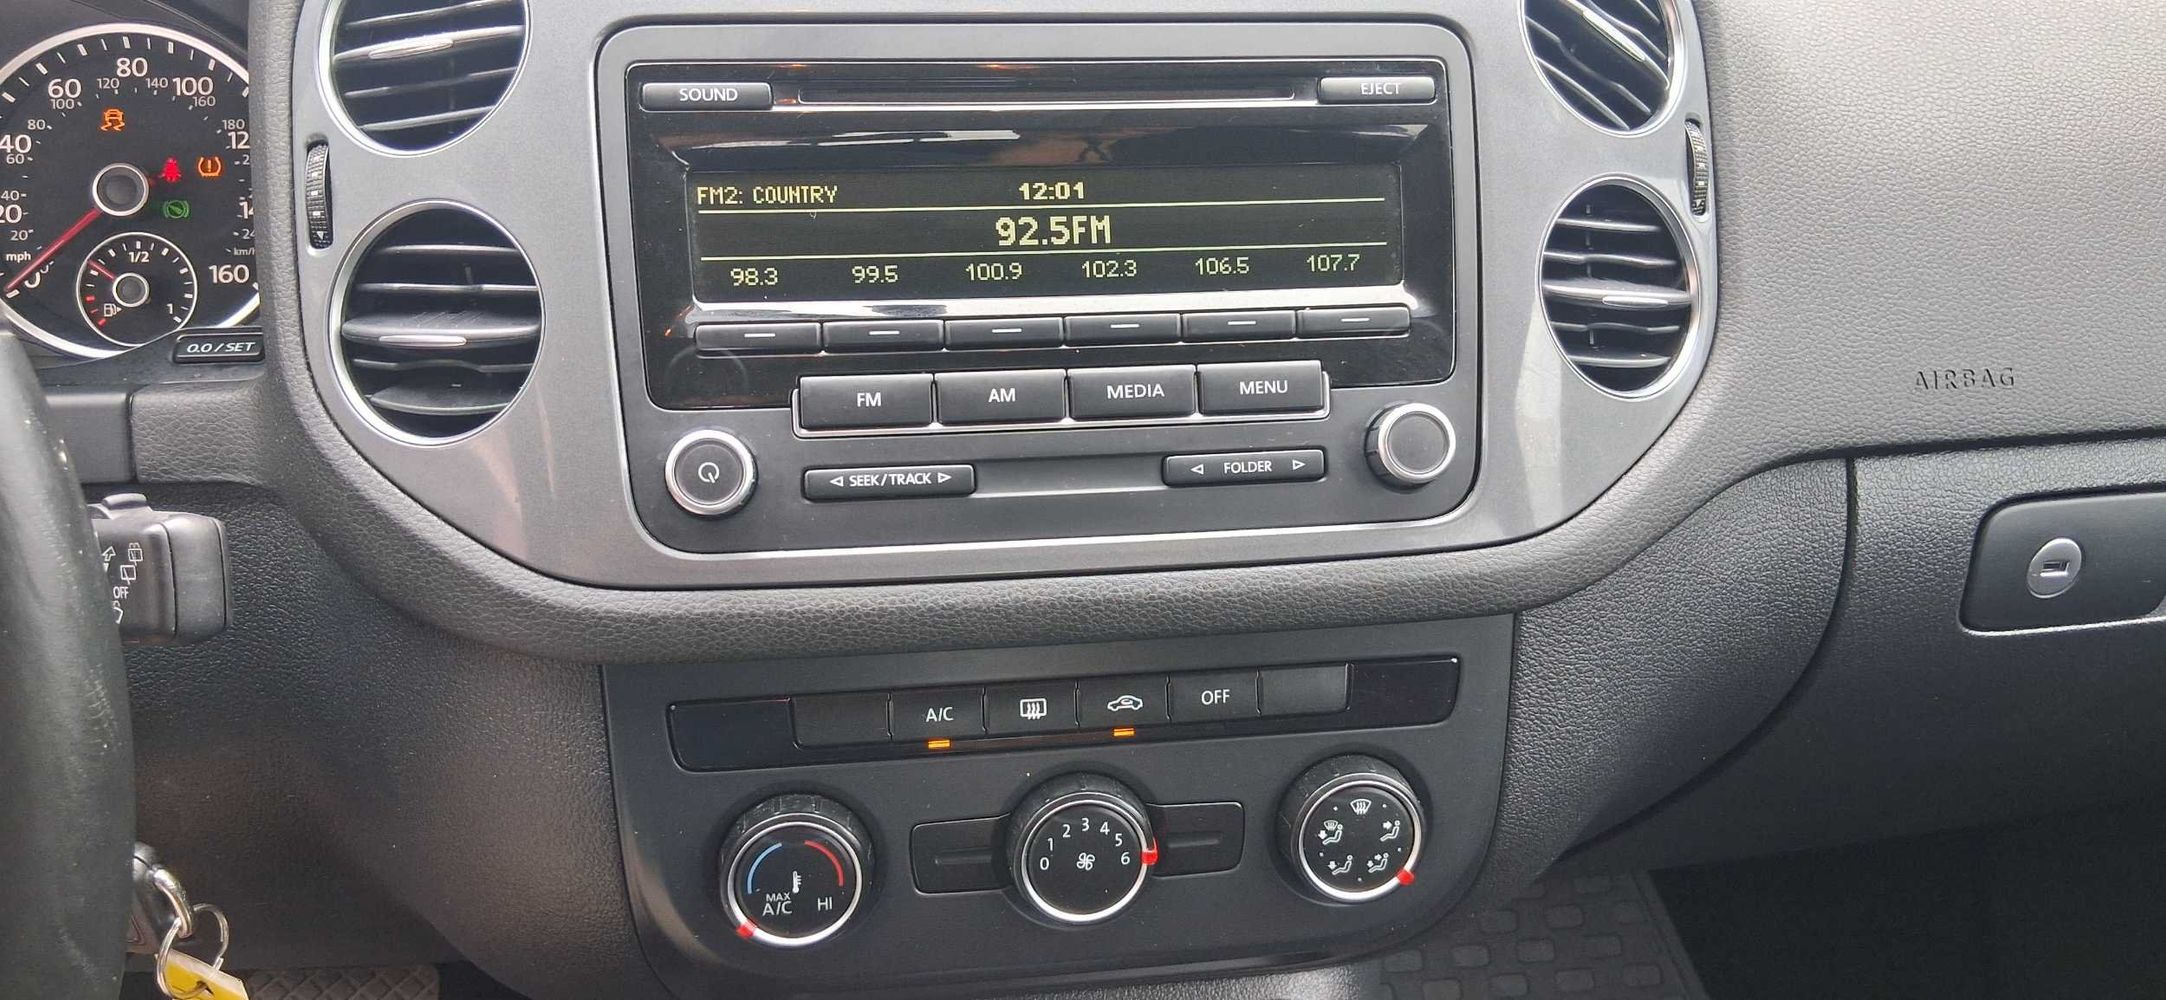 80
60
100
120
140
100
160
80
180
40
60
40
20
20
mph
0
160
km/h
1/2
1
0.0 / SET
SOUND
EJECT
FM2: COUNTRY 12:01
92.5FM
98.3 99.5 100.9 102.3 106.5 107.7
FM AM MEDIA MENU
SEEK / TRACK
FOLDER
AIRBAG
OFF
A/C OFF
MAX
A/C HI
0 1 2 3 4 5 6